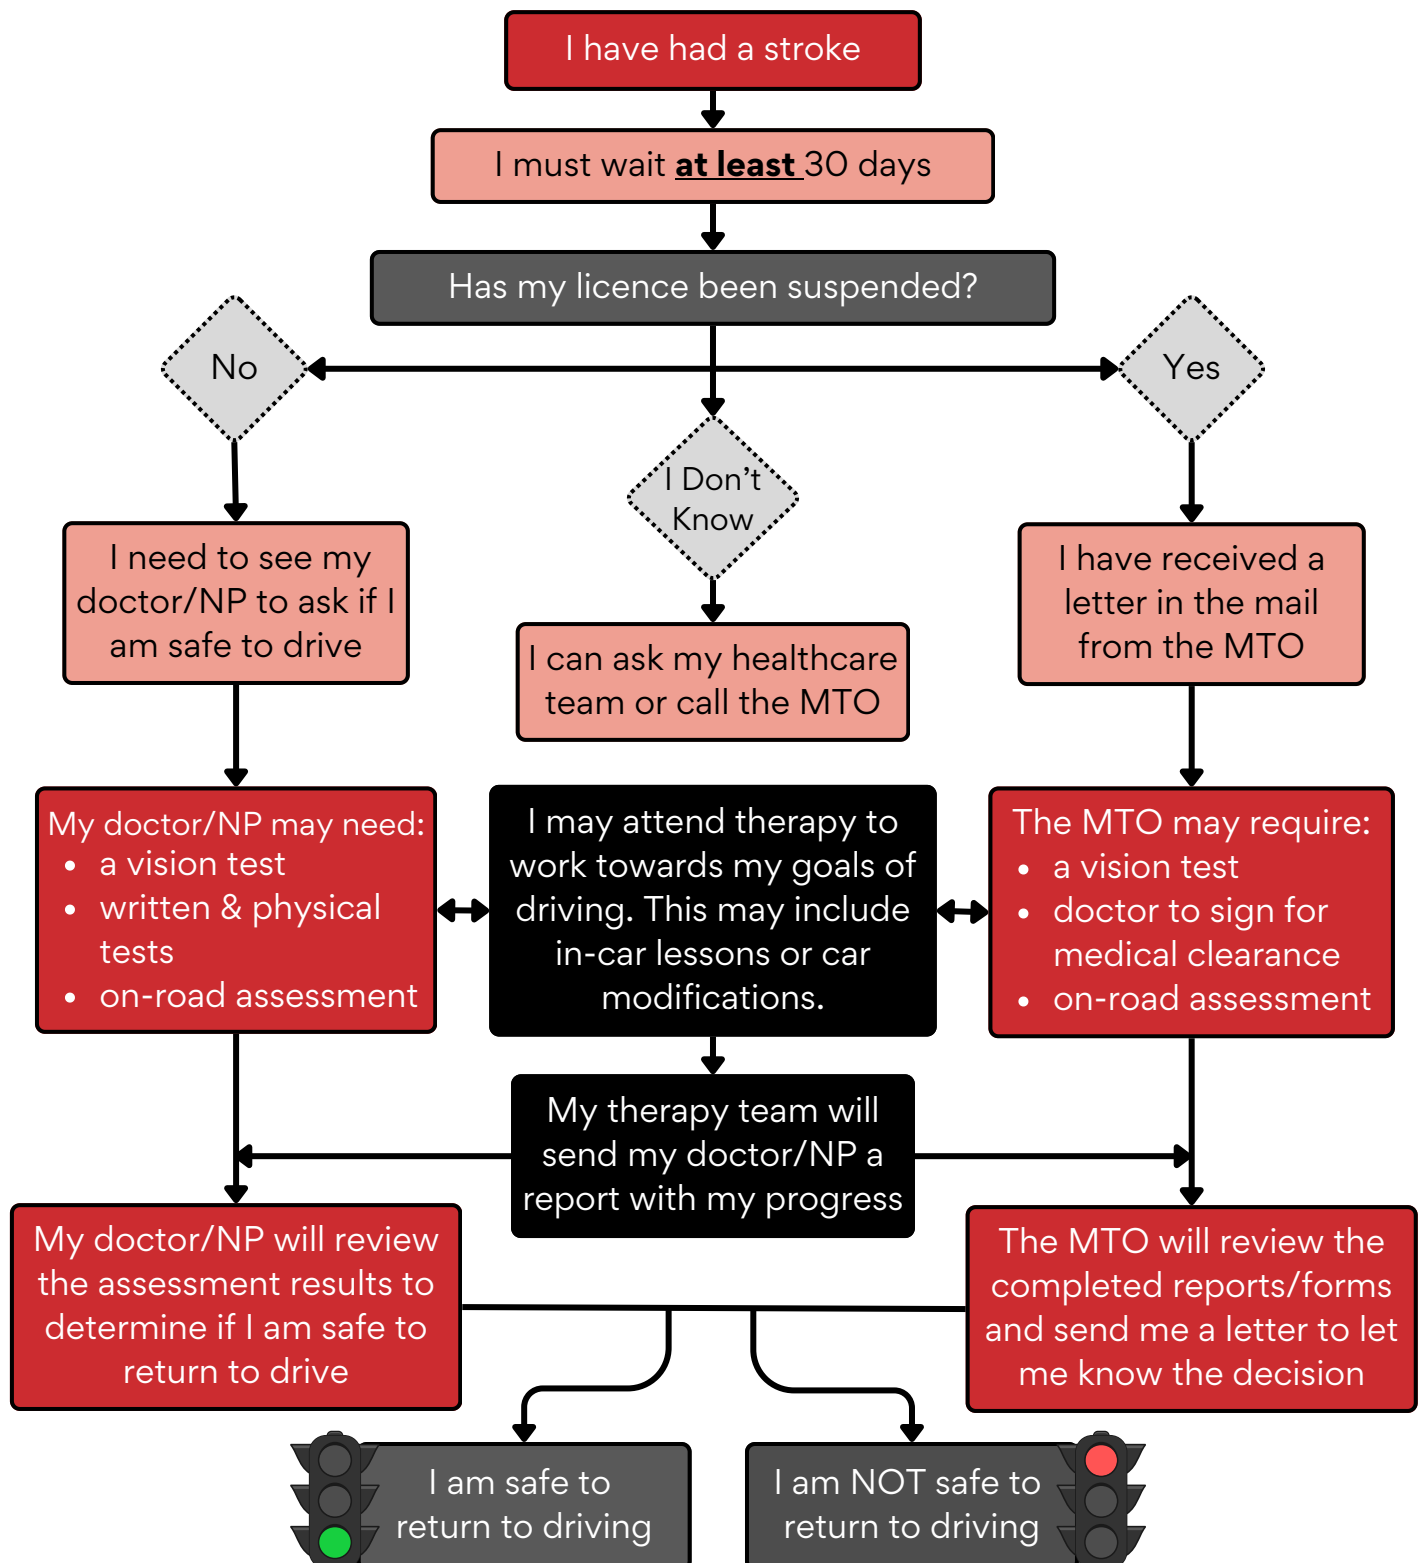 I have had a stroke
I must wait at least 30 days
Has my licence been suspended?
No
Yes
I Don't
Know
I need to see my
doctor/NP to ask if I
am safe to drive
I can ask my healthcare
team or call the MTO
I have received a
letter in the mail
from the MTO
My doctor/NP may need:
• a vision test
• written & physical
tests
• on-road assessment
I may attend therapy to
work towards my goals of
driving. This may include
in-car lessons or car
modifications.
The MTO may require:
• a vision test
• doctor to sign for
medical clearance
• on-road assessment
My therapy team will
send my doctor/NP a
report with my progress
My doctor/NP will review
the assessment results to
determine if I am safe to
return to drive
The MTO will review the
completed reports/forms
and send me a letter to let
me know the decision
I am safe to
return to driving
I am NOT safe to
return to driving